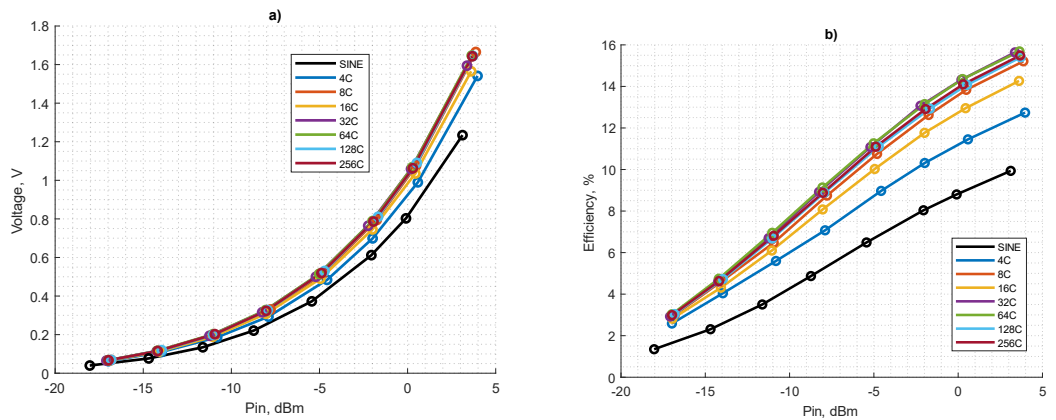 a)
1.8
1.6
1.4
1.2
1
0.8
0.6
0.4
0.2
0
Voltage, V
SINE
4C
8C
16C
32C
64C
128C
256C
-20 -15 -10 -5 0 5
Pin, dBm
b)
16
14
12
10
8
6
4
2
0
Efficiency, %
SINE
4C
8C
16C
32C
64C
128C
256C
-20 -15 -10 -5 0 5
Pin, dBm